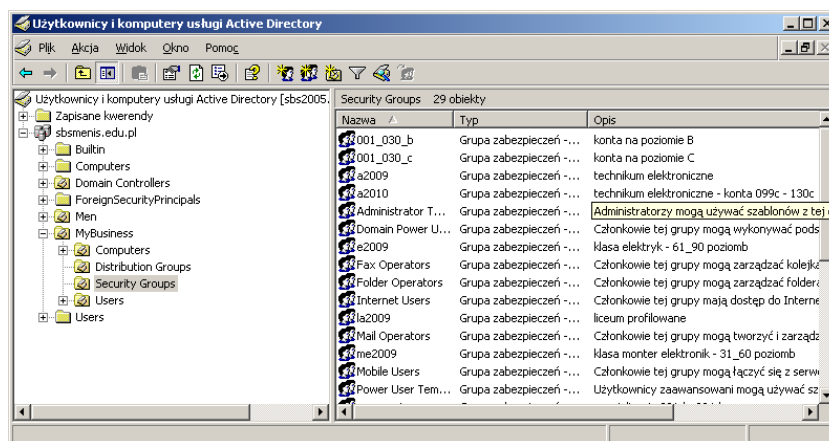 Użytkownicy i komputery usługi Active Directory
Plik Akcja Widok Okno Pomoc
Użytkownicy i komputery usługi Active Directory [sbs2005.
Zapisane kwerendy
sbsmenis.edu.pl
Builtin
Computers
Domain Controllers
ForeignSecurityPrincipals
Men
MyBusiness
Computers
Distribution Groups
Security Groups
Users
Users
Security Groups 29 obiekty
Nazwa Typ Opis
001_030_b Grupa zabezpieczeń -... konta na poziomie B
001_030_c Grupa zabezpieczeń -... konta na poziomie C
a2009 Grupa zabezpieczeń -... technikum elektroniczne
a2010 Grupa zabezpieczeń -... technikum elektroniczne - konta 099c - 130c
Administrator T... Grupa zabezpieczeń -... Administratorzy mogą używać szablonów z tej
Domain Power U... Grupa zabezpieczeń -... Członkowie tej grupy mogą wykonywać pods
e2009 Grupa zabezpieczeń -... klasa elektryk - 61_90 poziomb
Fax Operators Grupa zabezpieczeń -... Członkowie tej grupy mogą zarządzać kolejką
Folder Operators Grupa zabezpieczeń -... Członkowie tej grupy mogą zarządzać foldera
Internet Users Grupa zabezpieczeń -... Członkowie tej grupy mają dostęp do Interne
la2009 Grupa zabezpieczeń -... liceum profilowane
Mail Operators Grupa zabezpieczeń -... Członkowie tej grupy mogą tworzyć i zarządz
me2009 Grupa zabezpieczeń -... klasa monter elektronik - 31_60 poziomb
Mobile Users Grupa zabezpieczeń -... Członkowie tej grupy mogą łączyć się z serwe
Power User Tem... Grupa zabezpieczeń -... Użytkownicy zaawansowani mogą używać sz